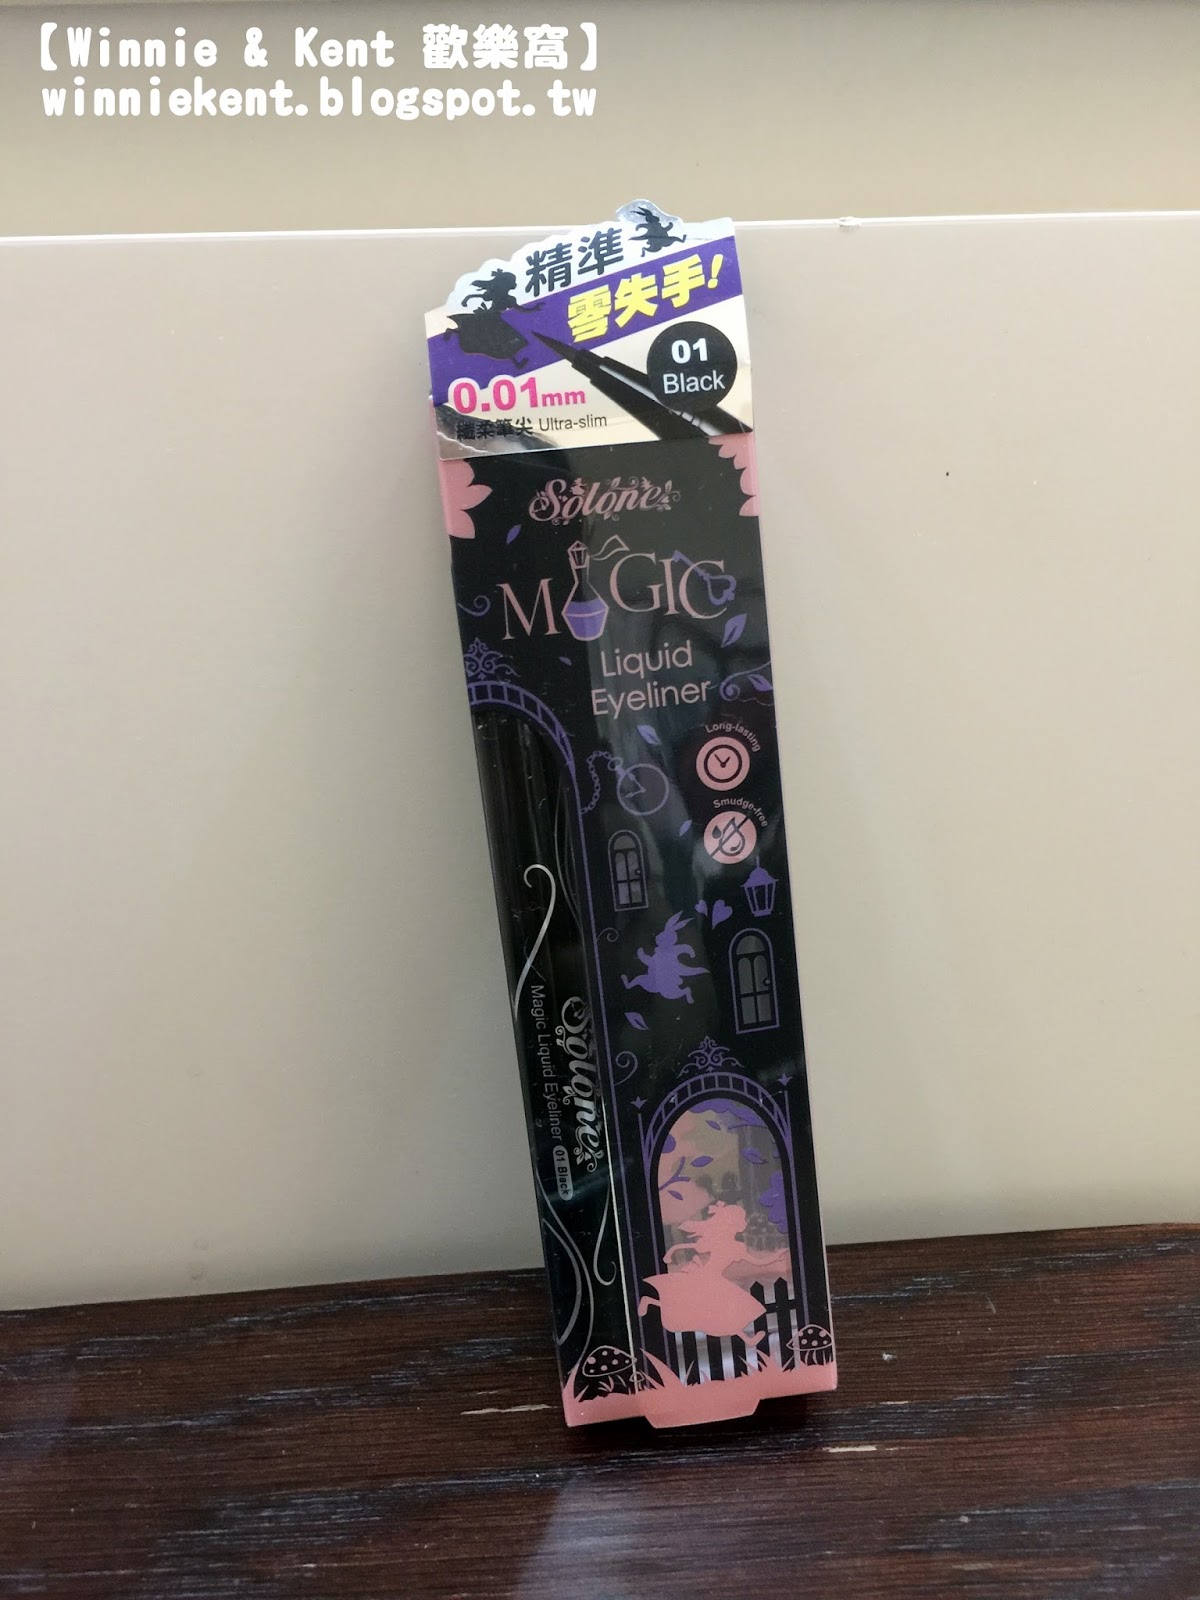 【Winnie & Kent 歡樂窩】
winniekent.blogspot.tw
精準
零失手!
01
Black
0.01mm
纖柔筆尖 Ultra-slim
Solone
MAGIC
Liquid
Eyeliner
Long-lasting
Smudge-free
Solone
Magic Liquid Eyeliner 01 Black